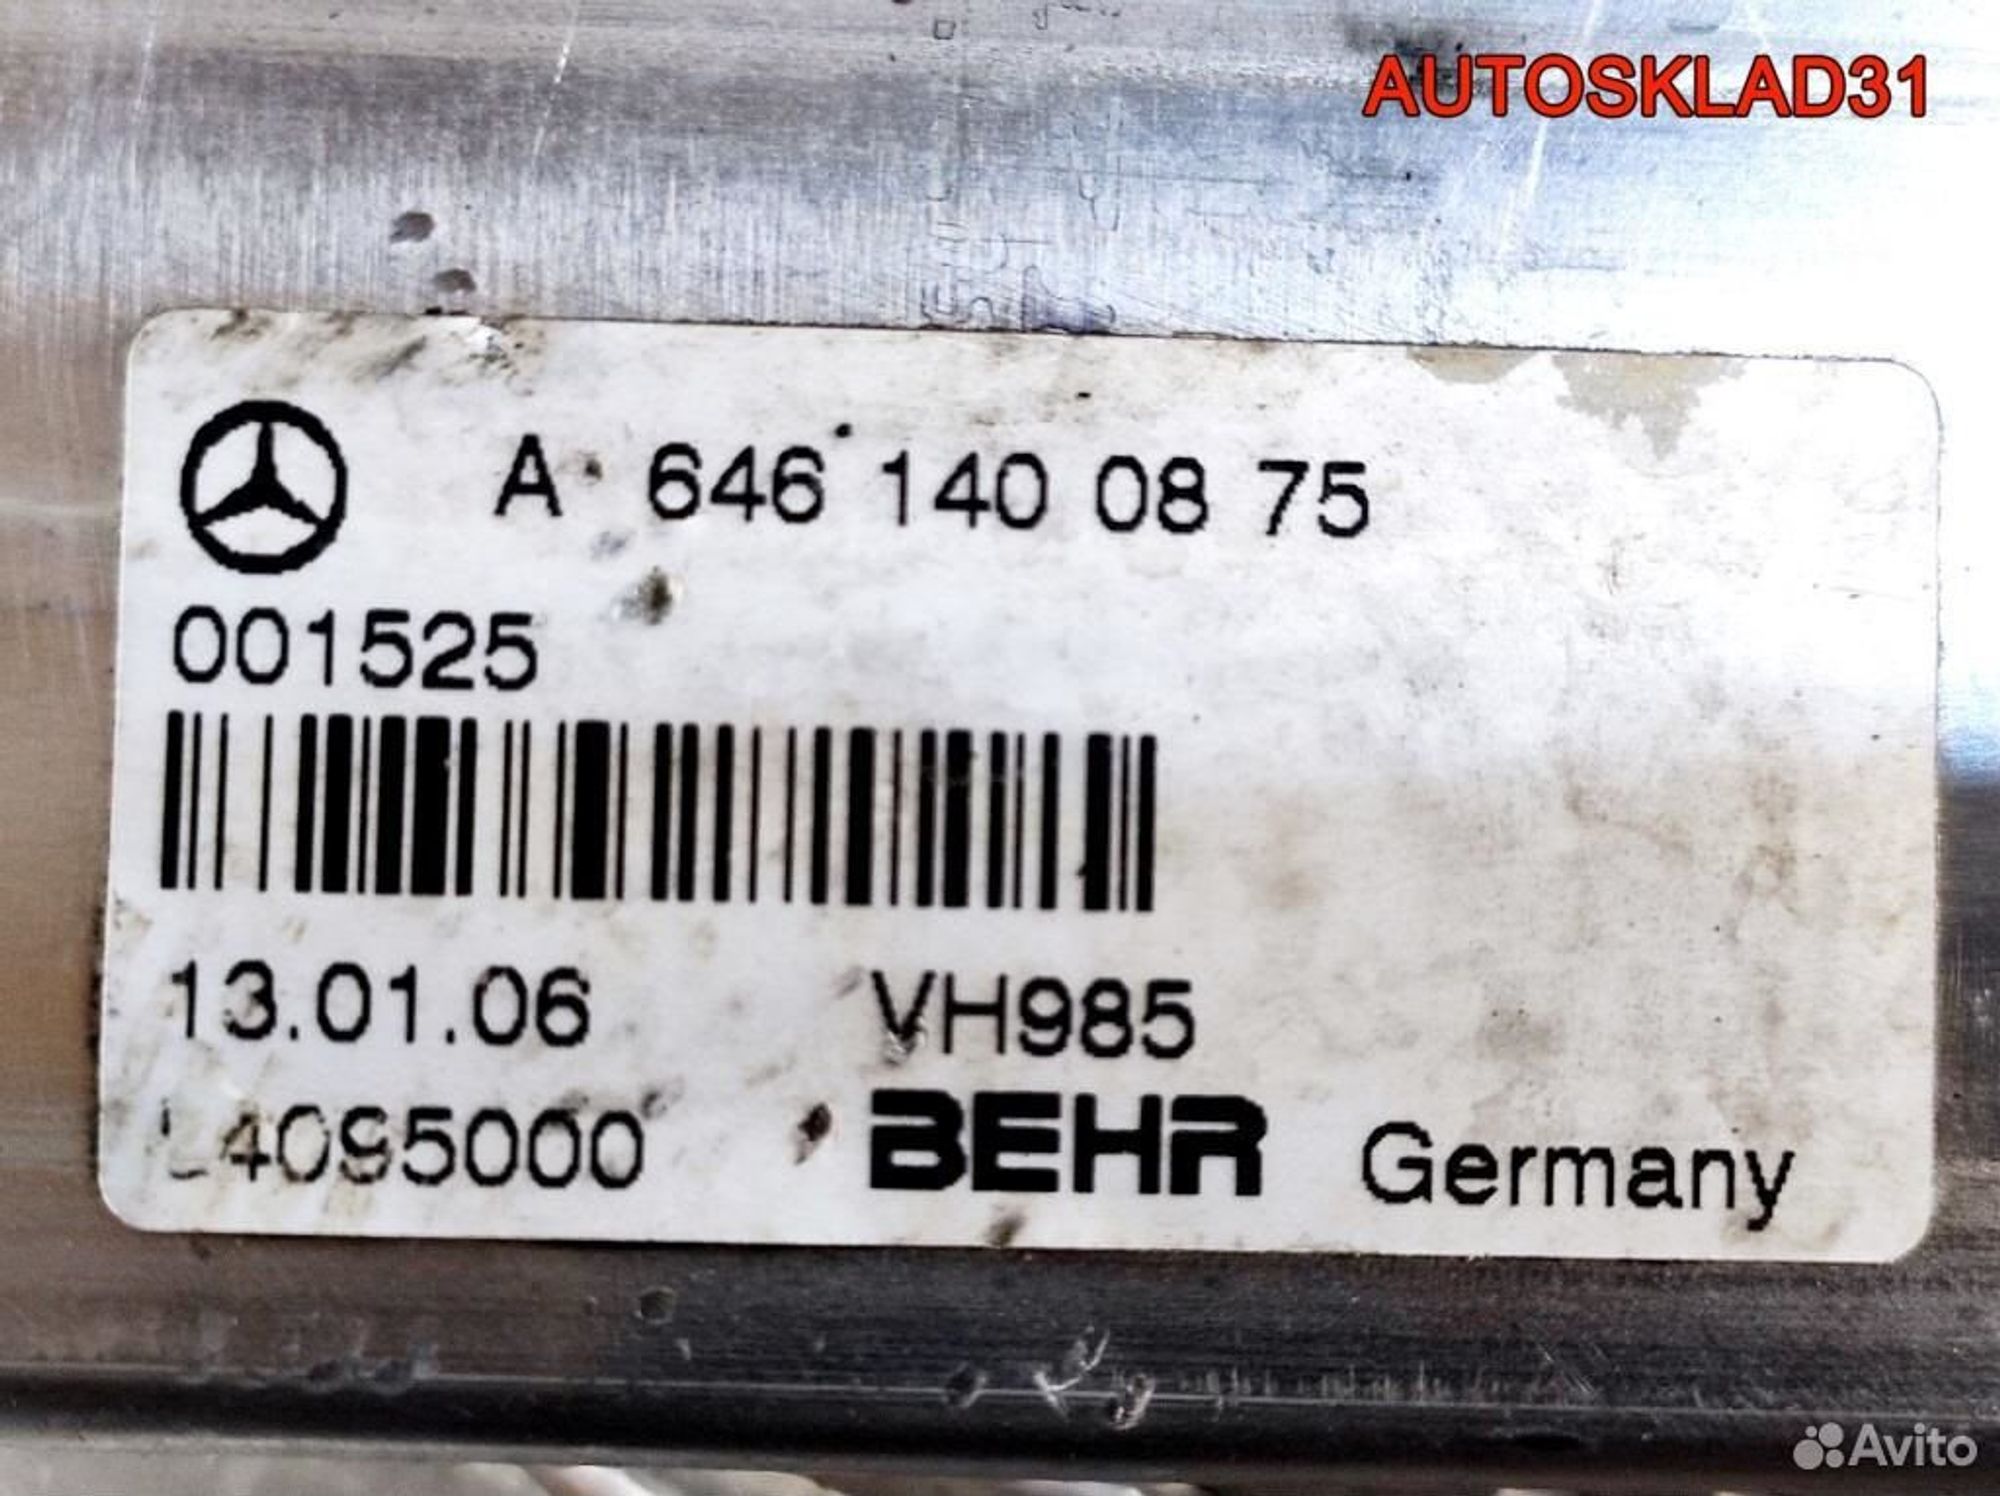 AUTOSKLAD31
A 646 140 08 75
001525
13.01.06 VH985
L4095000 BEHR Germany
Avito